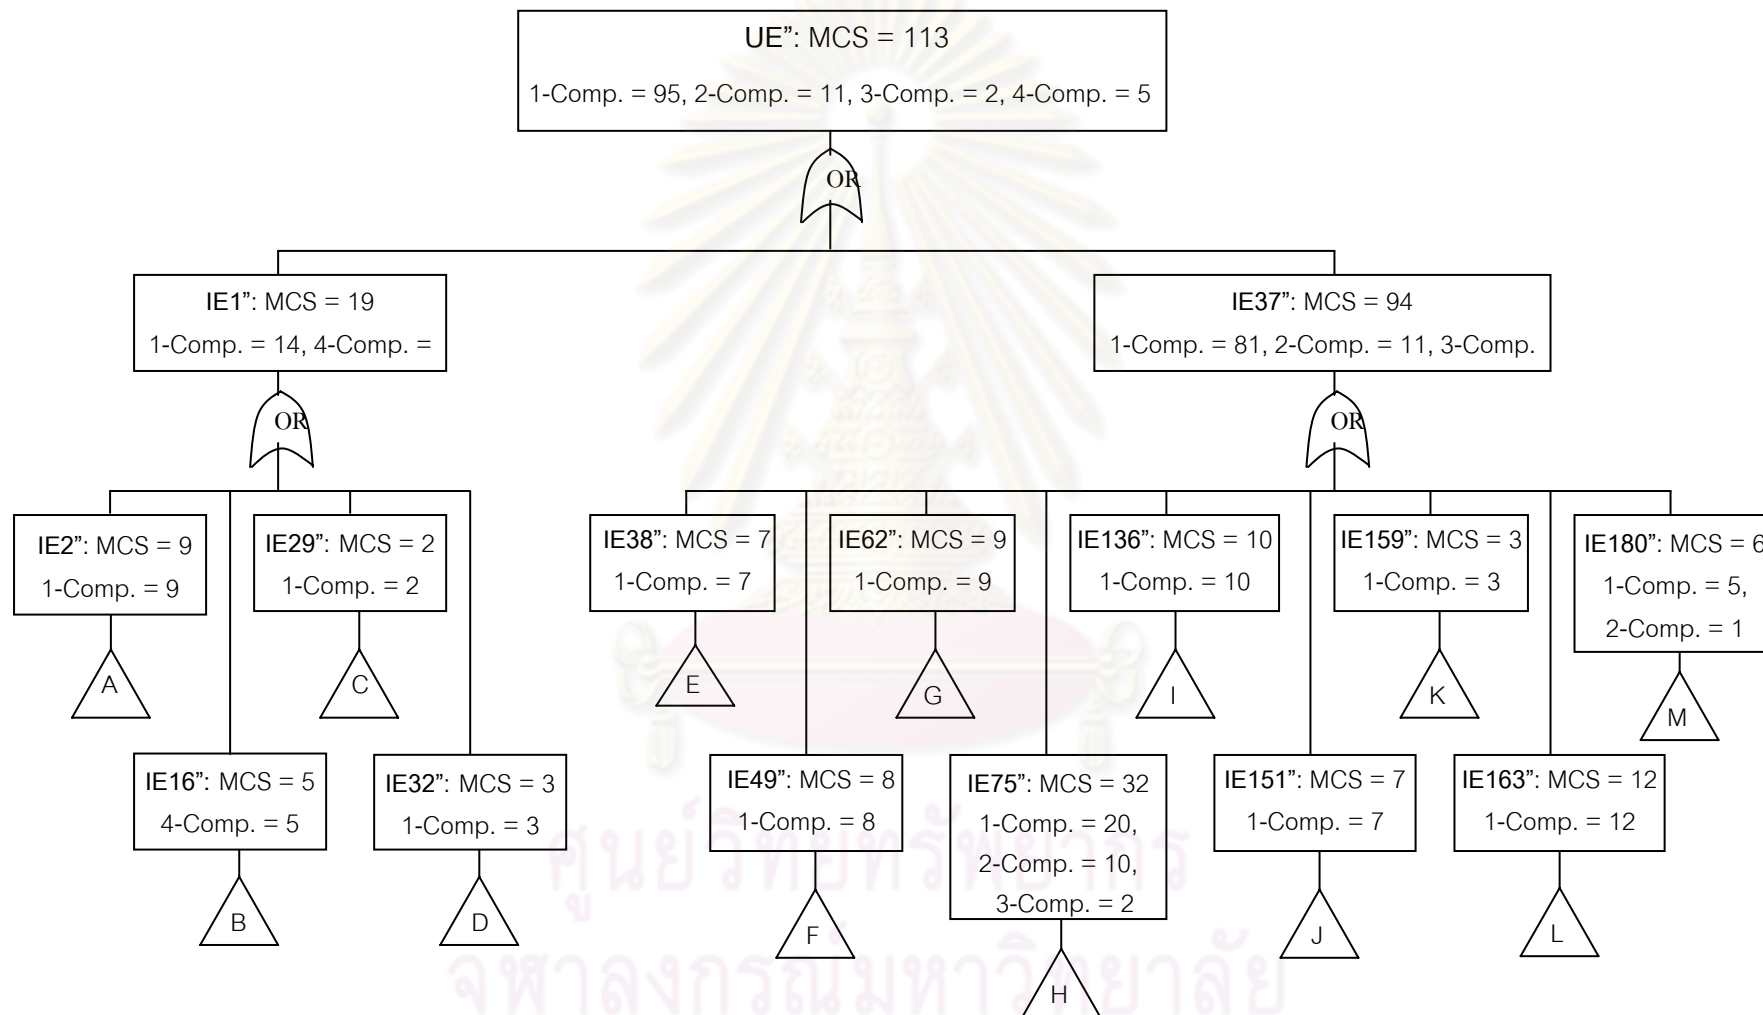 UE”: MCS = 113
1-Comp. = 95, 2-Comp. = 11, 3-Comp. = 2, 4-Comp. = 5
OR
IE1”: MCS = 19
1-Comp. = 14, 4-Comp. =
IE37”: MCS = 94
1-Comp. = 81, 2-Comp. = 11, 3-Comp.
OR
OR
IE2”: MCS = 9
1-Comp. = 9
IE29”: MCS = 2
1-Comp. = 2
IE38”: MCS = 7
1-Comp. = 7
IE62”: MCS = 9
1-Comp. = 9
IE136”: MCS = 10
1-Comp. = 10
IE159”: MCS = 3
1-Comp. = 3
IE180”: MCS = 6
1-Comp. = 5,
2-Comp. = 1
A
C
E
G
I
K
M
IE16”: MCS = 5
4-Comp. = 5
IE32”: MCS = 3
1-Comp. = 3
IE49”: MCS = 8
1-Comp. = 8
IE75”: MCS = 32
1-Comp. = 20,
2-Comp. = 10,
3-Comp. = 2
IE151”: MCS = 7
1-Comp. = 7
IE163”: MCS = 12
1-Comp. = 12
B
D
F
H
J
L
ศูนย์วิทยทรัพยากร
จุฬาลงกรณ์มหาวิทยาลัย